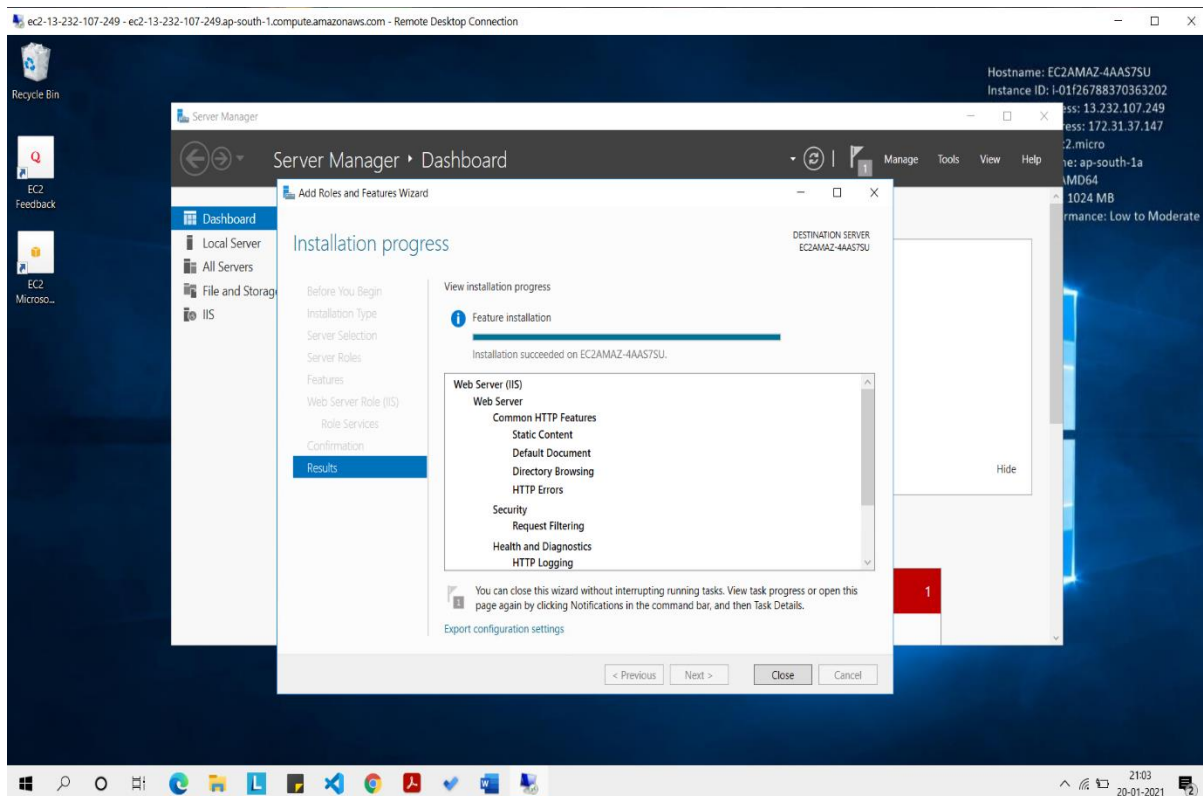 ec2-13-232-107-249 - ec2-13-232-107-249.ap-south-1.compute.amazonaws.com - Remote Desktop Connection
Recycle Bin
EC2
Feedback
EC2
Microso...
Hostname: EC2AMAZ-4AAS7SU
Instance ID: i-01f26788370363202
ess: 13.232.107.249
ress: 172.31.37.147
2.micro
ne: ap-south-1a
AMD64
1024 MB
rmance: Low to Moderate
Server Manager
Server Manager • Dashboard
1
Manage Tools View Help
Dashboard
Local Server
All Servers
File and Storag
IIS
Add Roles and Features Wizard
Installation progress
DESTINATION SERVER
EC2AMAZ-4AAS7SU
Before You Begin
Installation Type
Server Selection
Server Roles
Features
Web Server Role (IIS)
Role Services
Confirmation
Results
View installation progress
Feature installation
Installation succeeded on EC2AMAZ-4AAS7SU.
Web Server (IIS)
Web Server
Common HTTP Features
Static Content
Default Document
Directory Browsing
HTTP Errors
Security
Request Filtering
Health and Diagnostics
HTTP Logging
1
You can close this wizard without interrupting running tasks. View task progress or open this
page again by clicking Notifications in the command bar, and then Task Details.
Export configuration settings
< Previous Next > Close Cancel
Hide
1
21:03
20-01-2021
2